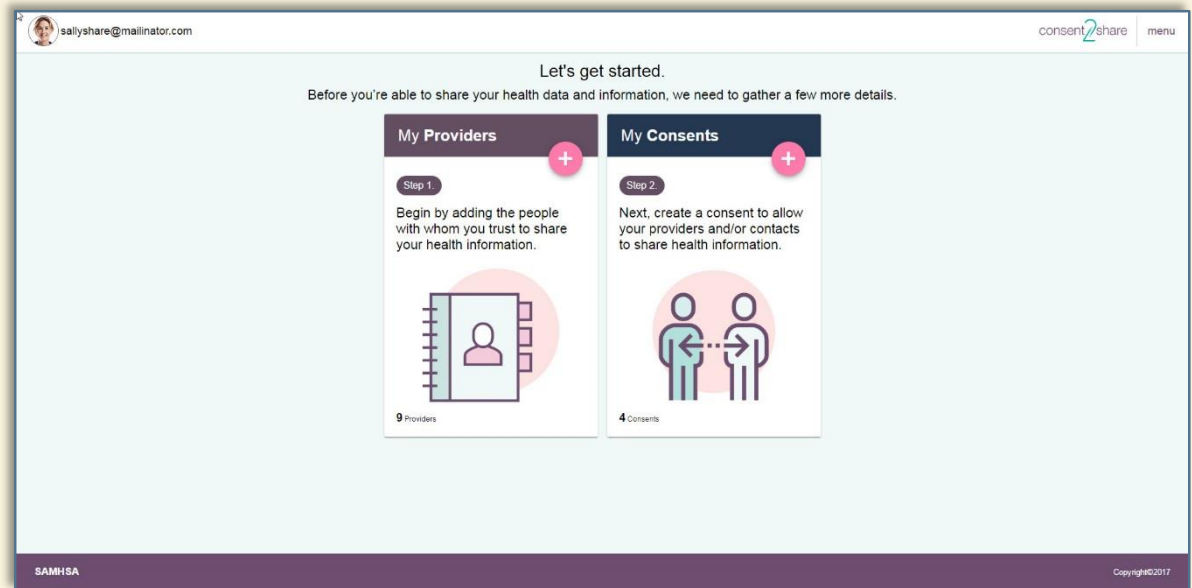 sallyshare@mailinator.com
consent2share
menu
Let's get started.
Before you're able to share your health data and information, we need to gather a few more details.
My Providers
+
Step 1.
Begin by adding the people
with whom you trust to share
your health information.
9 Providers
My Consents
+
Step 2.
Next, create a consent to allow
your providers and/or contacts
to share health information.
4 Consents
SAMHSA
Copyright©2017